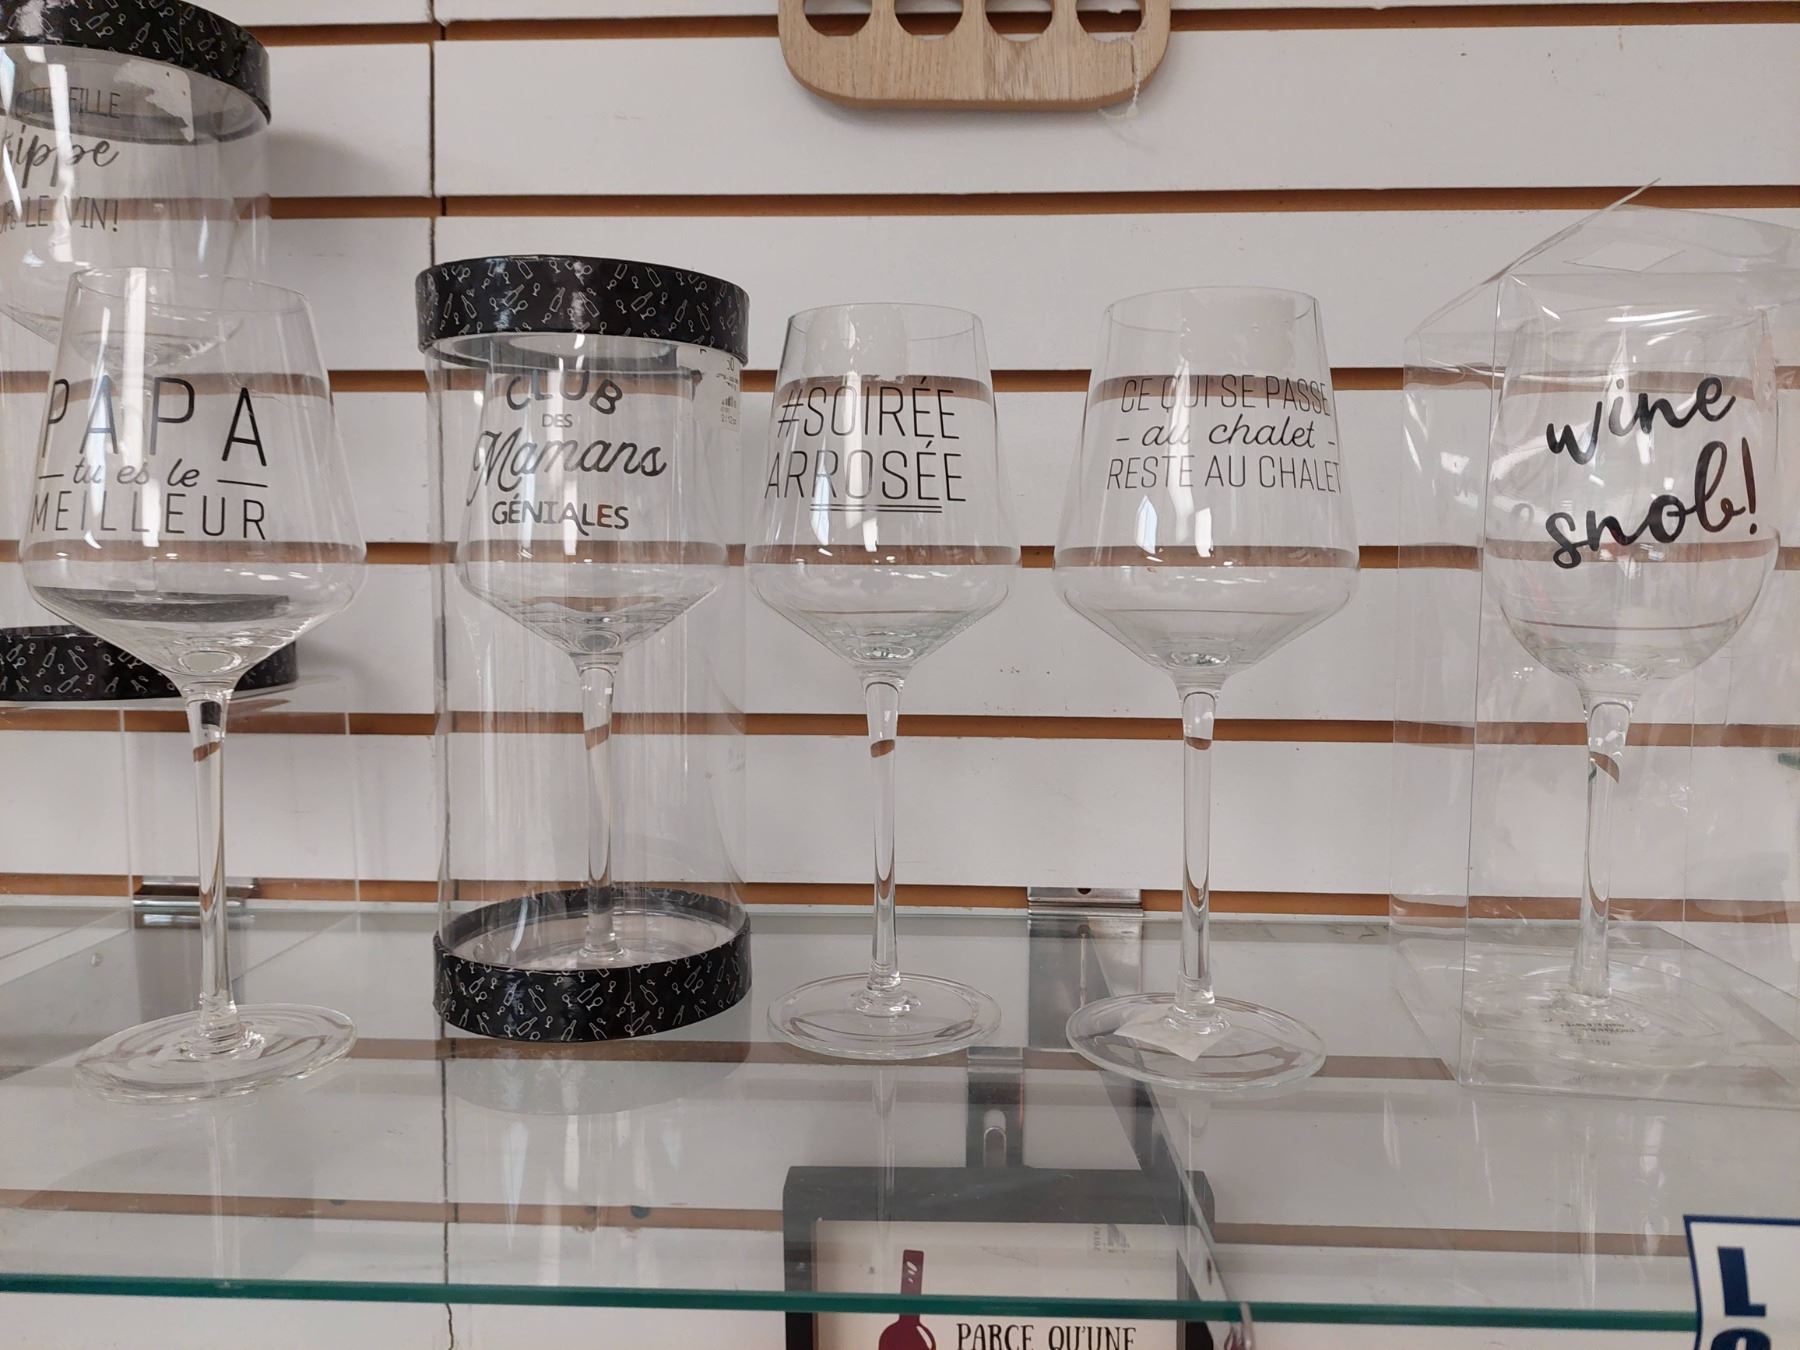 FILLE
LE VIN!
PAPA
- tu es le -
MEILLEUR
CLUB
DES
Mamans
GÉNIALES
#SOIRÉE
ARROSÉE
CE QUI SE PASSE
- au chalet -
RESTE AU CHALET
wine
snob!
PARCE QU'UNE